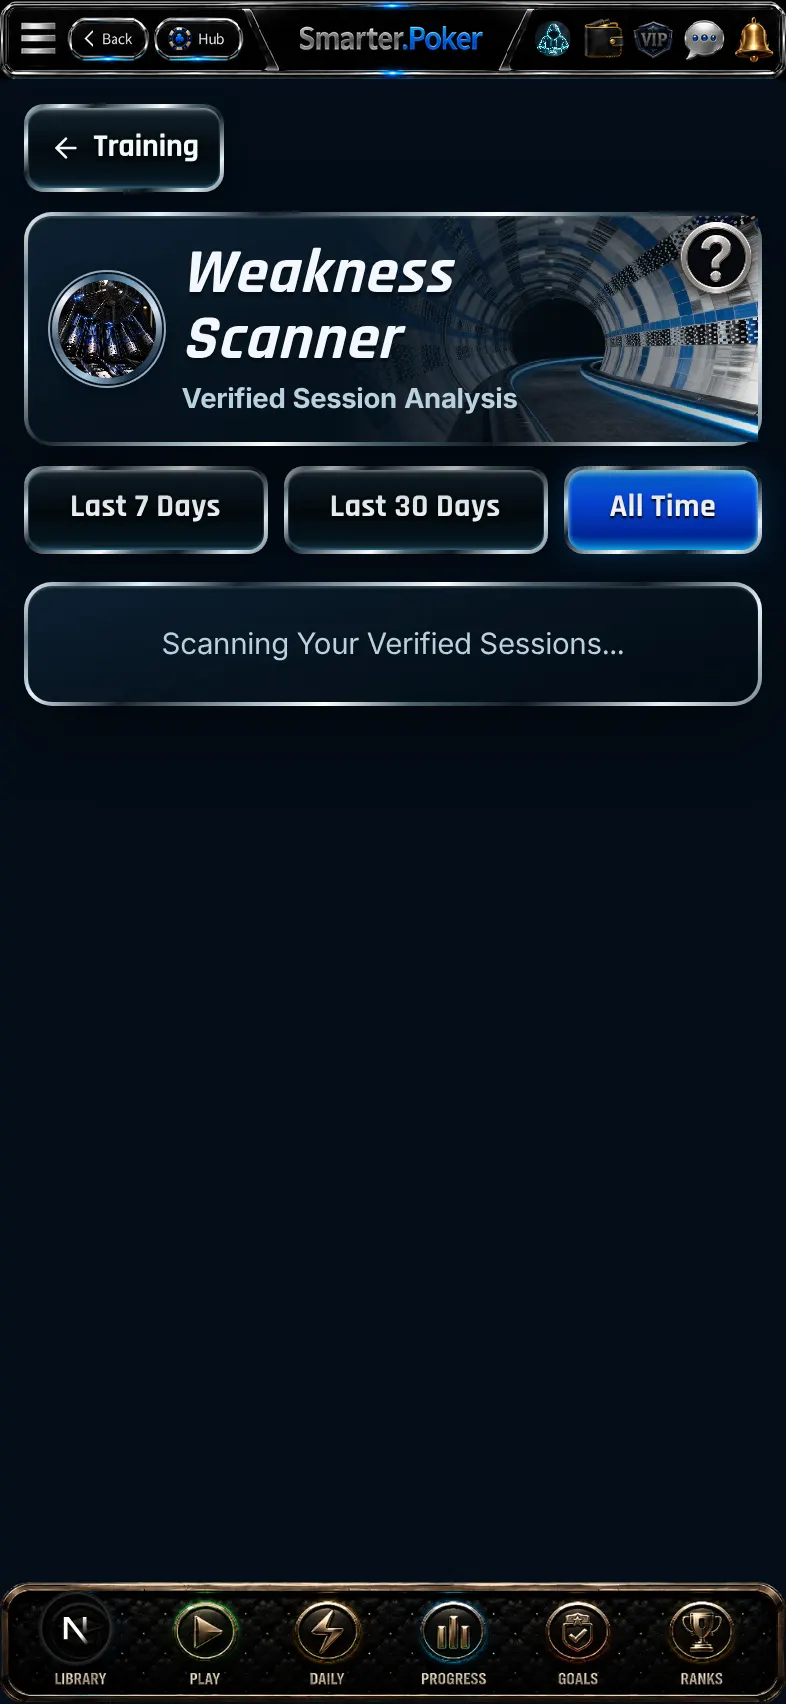 Back
Hub
Smarter.Poker
VIP
Training
?
Weakness
Scanner
Verified Session Analysis
Last 7 Days
Last 30 Days
All Time
Scanning Your Verified Sessions...
N
LIBRARY
PLAY
DAILY
PROGRESS
GOALS
RANKS